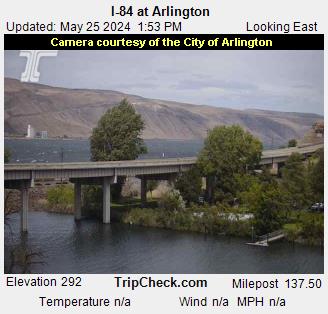 I-84 at Arlington
Updated: May 25 2024 1:53 PM Looking East
Camera courtesy of the City of Arlington
Elevation 292 TripCheck.com Milepost 137.50
Temperature n/a Wind n/a MPH n/a